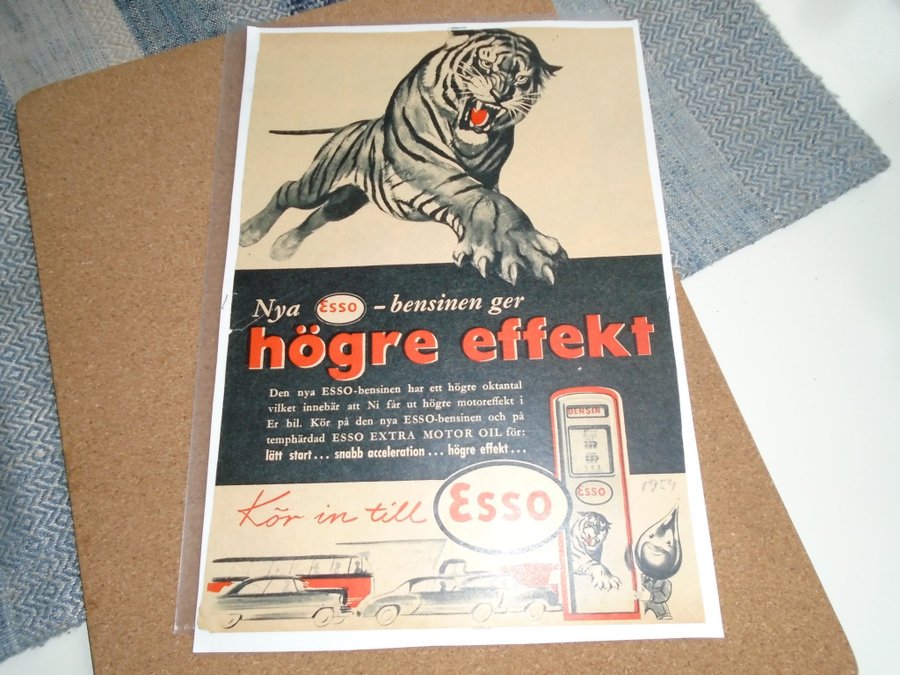 Nya Esso – bensinen ger
högre effekt
Den nya ESSO-bensinen har ett högre oktantal
vilket innebär att Ni får ut högre motoreffekt i
Er bil. Kör på den nya ESSO-bensinen och på
temphärdad ESSO EXTRA MOTOR OIL för:
lätt start... snabb acceleration... högre effekt...
BENSIN
ESSO
1954
Kör in till Esso